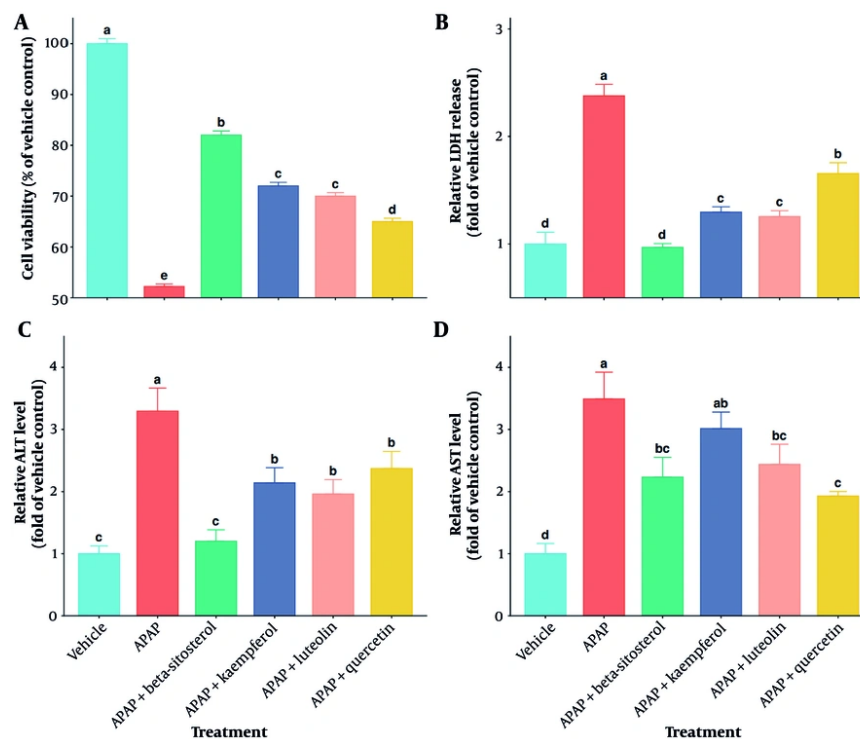 A
Cell viability (% of vehicle control)
100
90
80
70
60
50
a
e
b
c
c
d
B
Relative LDH release
(fold of vehicle control)
3
2
1
d
a
d
c
c
b
C
Relative ALT level
(fold of vehicle control)
4
3
2
1
0
c
a
c
b
b
b
Vehicle
APAP
APAP + beta-sitosterol
APAP + kaempferol
APAP + luteolin
APAP + quercetin
Treatment
D
Relative AST level
(fold of vehicle control)
4
3
2
1
0
d
a
bc
ab
bc
c
Vehicle
APAP
APAP + beta-sitosterol
APAP + kaempferol
APAP + luteolin
APAP + quercetin
Treatment